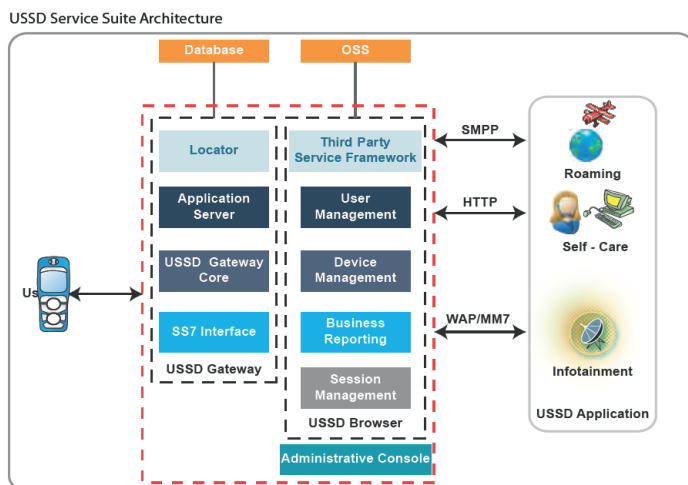 USSD Service Suite Architecture
Database
OSS
Locator
Third Party
Service Framework
Application
Server
User
Management
USSD Gateway
Core
Device
Management
SS7 Interface
Business
Reporting
USSD Gateway
Session
Management
USSD Browser
Administrative Console
Us
SMPP
HTTP
WAP/MM7
Roaming
Self - Care
Infotainment
USSD Application